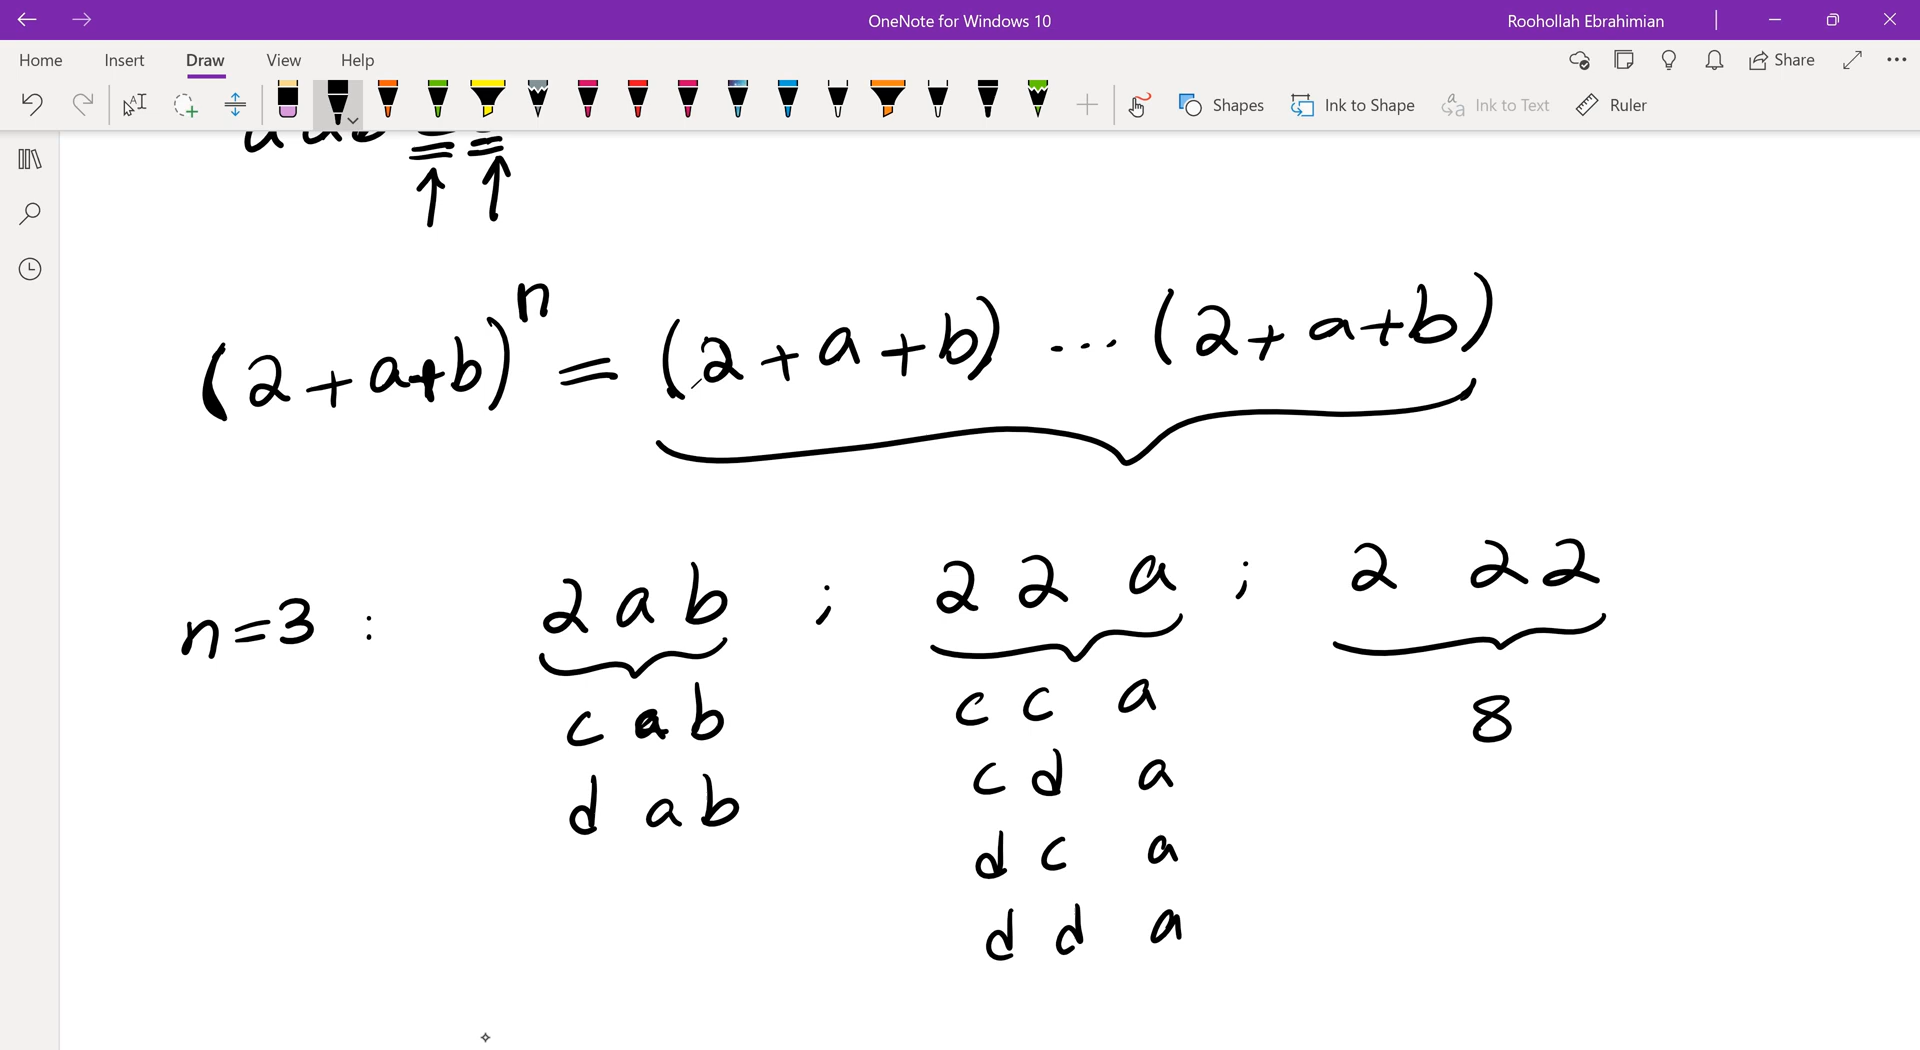 OneNote for Windows 10
Roohollah Ebrahimian
Home Insert Draw View Help
Share
Shapes Ink to Shape Ink to Text Ruler
(2+a+b)^n = (2+a+b) ... (2+a+b)
n=3 : 2 a b ; 2 2 a ; 2 2 2
c a b c c a 8
d a b c d a
d c a
d d a